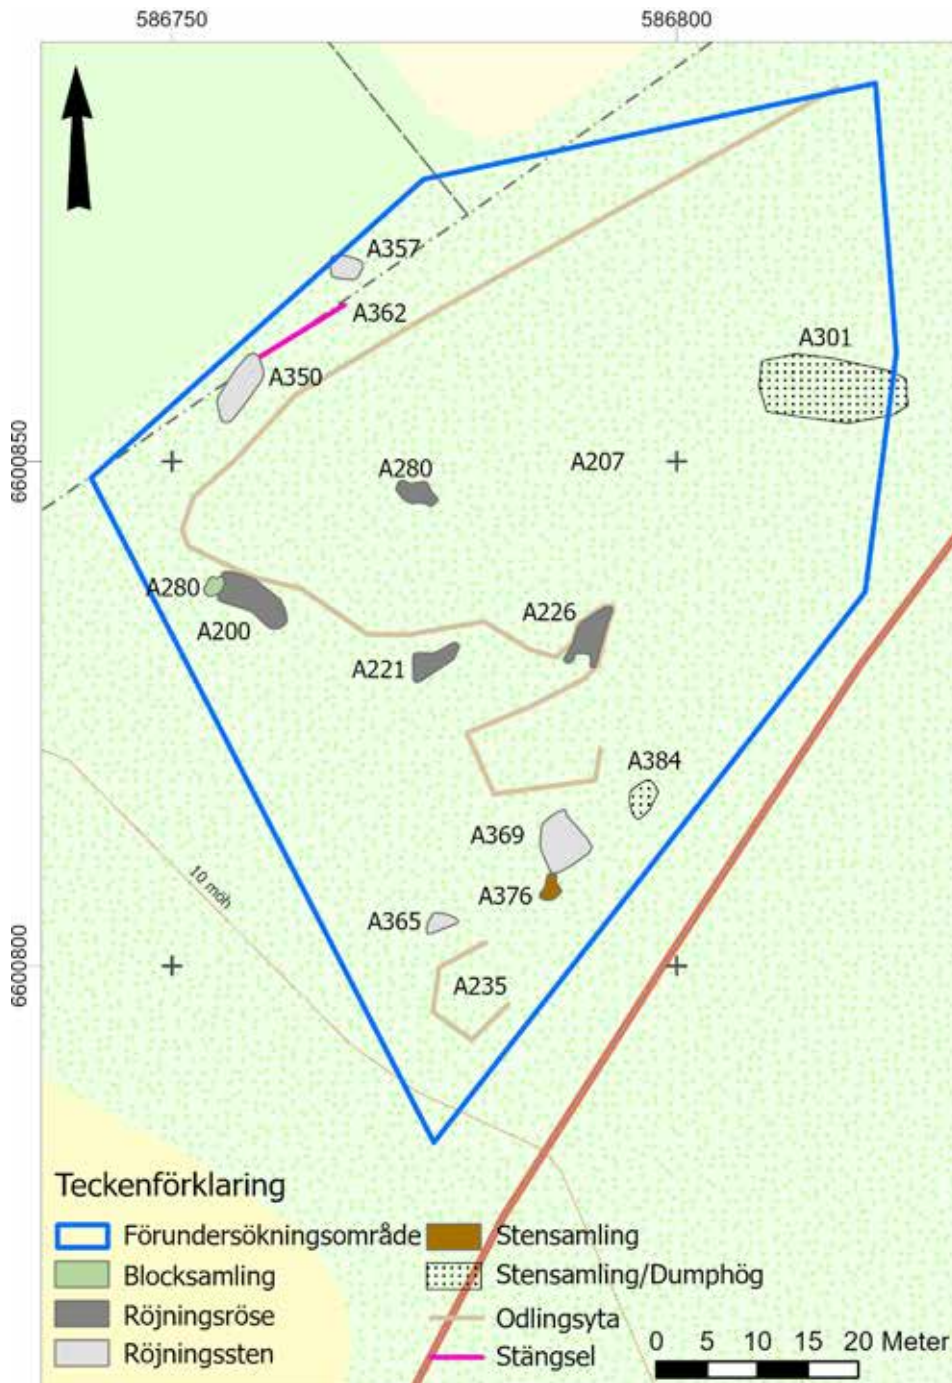 586750
586800
A357
A362
A301
A350
6600850
A280
A207
A280
A226
A200
A221
A384
A369
10 möh
A376
A365
6600800
A235
Teckenförklaring
Förundersökningsområde
Stensamling
Blocksamling
Stensamling/Dumphög
Röjningsröse
Odlingsyta
Röjningssten
Stängsel
0 5 10 15 20 Meter